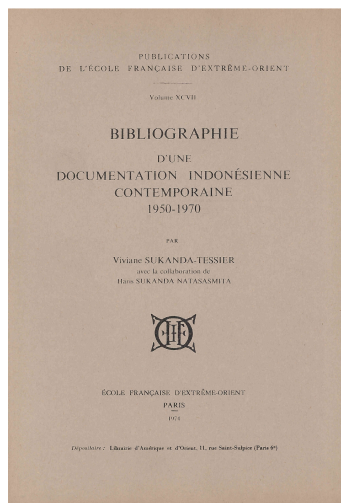 PUBLICATIONS
DE L'ÉCOLE FRANÇAISE D'EXTRÊME-ORIENT
Volume XCVII
BIBLIOGRAPHIE
D'UNE
DOCUMENTATION INDONÉSIENNE
CONTEMPORAINE
1950-1970
PAR
Viviane SUKANDA-TESSIER
avec la collaboration de
Haris SUKANDA NATASASMITA
ÉCOLE FRANÇAISE D'EXTRÊME-ORIENT
PARIS
1974
Dépositaire : Librairie d'Amérique et d'Orient, 11, rue Saint-Sulpice (Paris 6e)